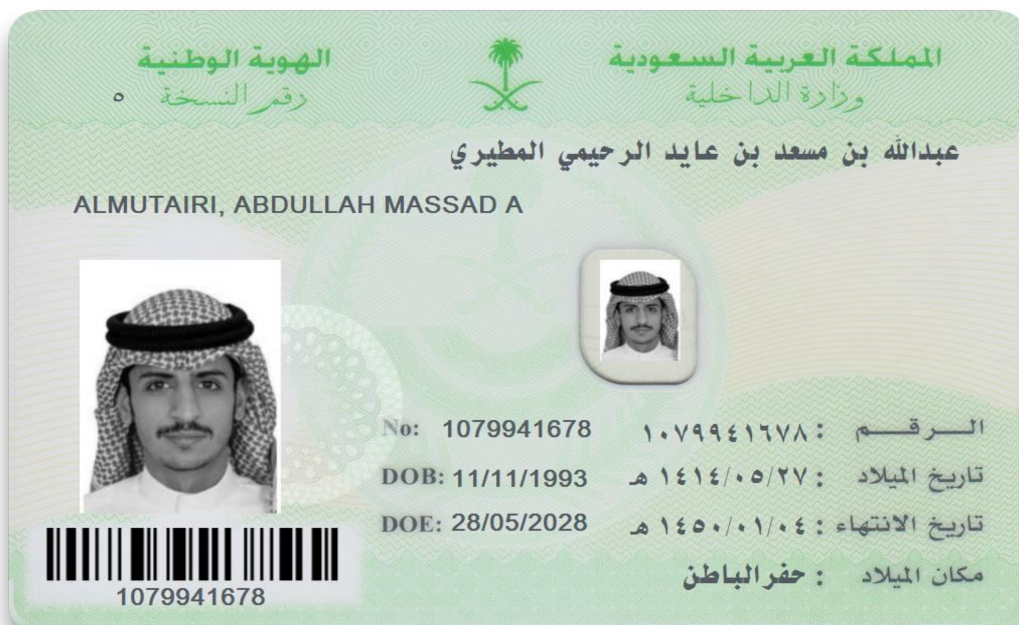 المملكة العربية السعودية
وزارة الداخلية
الهوية الوطنية
رقم النسخة ٥
عبدالله بن مسعد بن عايد الرحيمي المطيري
ALMUTAIRI, ABDULLAH MASSAD A
الـــرقـــم : ١٠٧٩٩٤١٦٧٨ No: 1079941678
تاريخ الميلاد : ١٤١٤/٠٥/٢٧ هـ DOB: 11/11/1993
تاريخ الانتهاء : ١٤٥٠/٠١/٠٤ هـ DOE: 28/05/2028
مكان الميلاد : حفرالباطن
1079941678